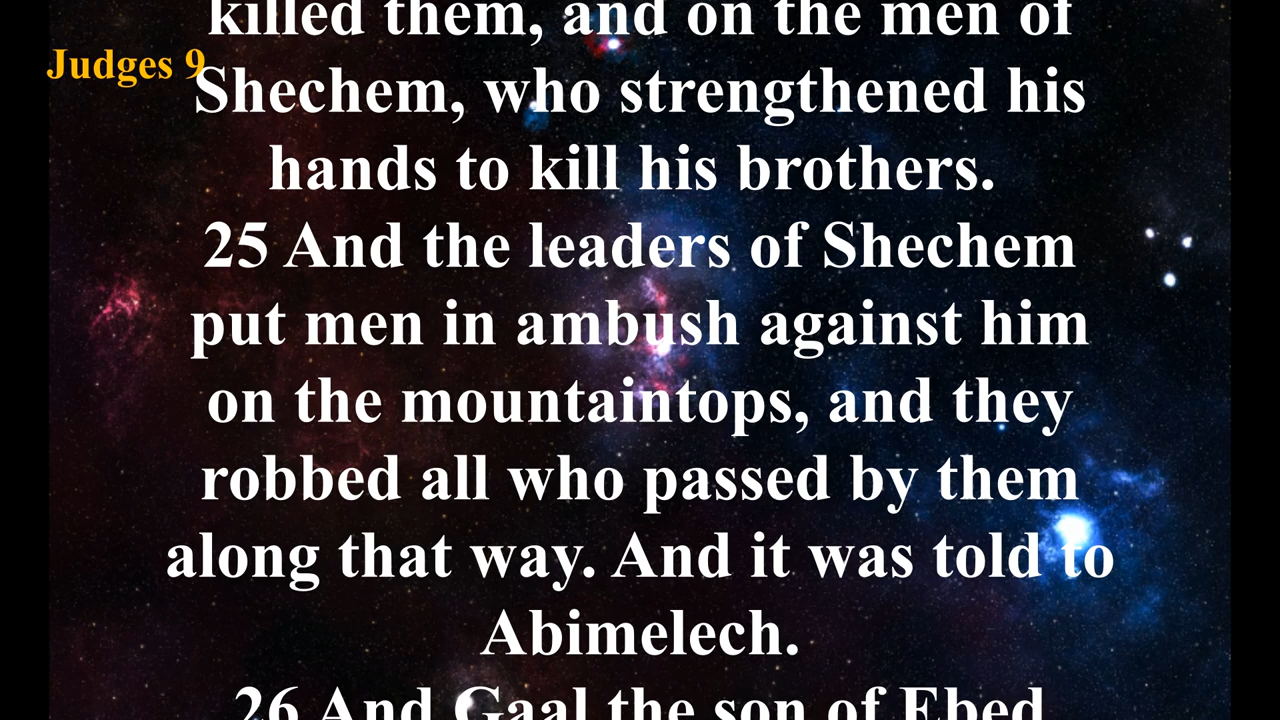 killed them, and on the men of
Judges 9
Shechem, who strengthened his
hands to kill his brothers.
25 And the leaders of Shechem
put men in ambush against him
on the mountaintops, and they
robbed all who passed by them
along that way. And it was told to
Abimelech.
26 And Gaal the son of Ebed